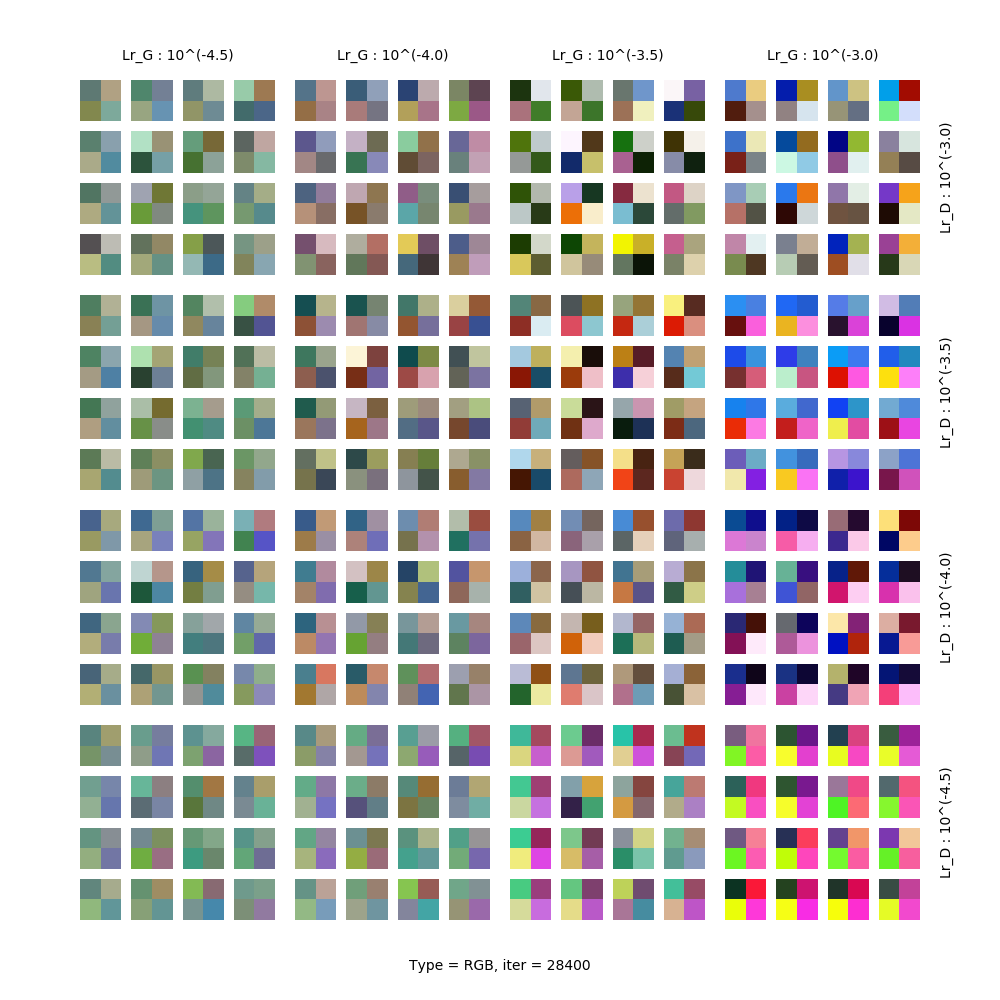 Lr_G : 10^(-4.5)
Lr_G : 10^(-4.0)
Lr_G : 10^(-3.5)
Lr_G : 10^(-3.0)
Lr_D : 10^(-3.0)
Lr_D : 10^(-3.5)
Lr_D : 10^(-4.0)
Lr_D : 10^(-4.5)
Type = RGB, iter = 28400